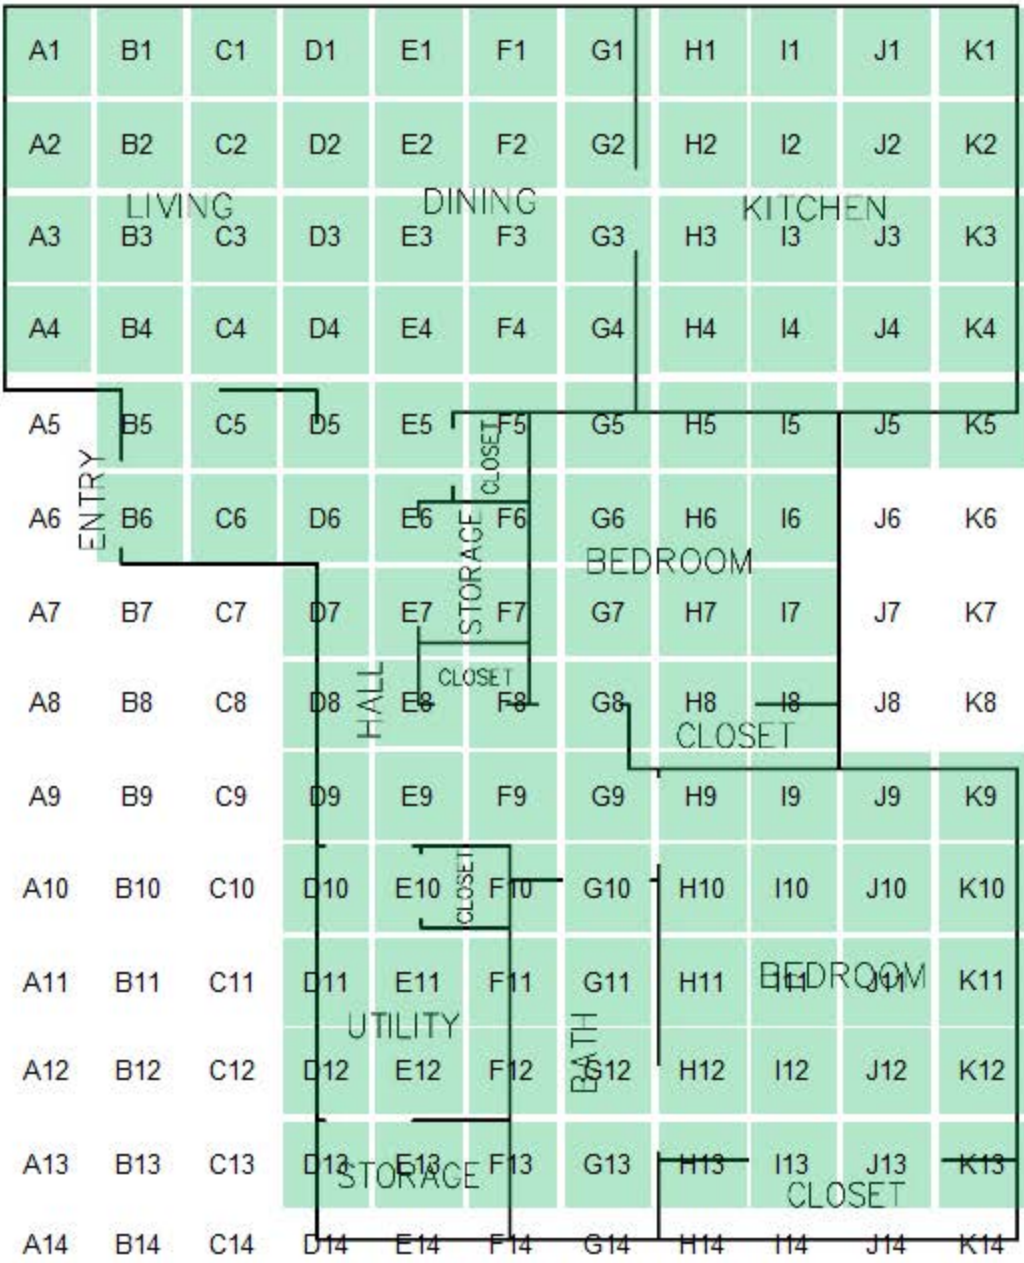 A1 B1 C1 D1 E1 F1 G1 H1 I1 J1 K1
A2 B2 C2 D2 E2 F2 G2 H2 I2 J2 K2
LIVING DINING KITCHEN
A3 B3 C3 D3 E3 F3 G3 H3 I3 J3 K3
A4 B4 C4 D4 E4 F4 G4 H4 I4 J4 K4
A5 B5 C5 D5 E5 F5 G5 H5 I5 J5 K5
CLOSET
ENTRY
A6 B6 C6 D6 E6 F6 G6 H6 I6 J6 K6
STORAGE BEDROOM
A7 B7 C7 D7 E7 F7 G7 H7 I7 J7 K7
CLOSET
A8 B8 C8 D8 E8 F8 G8 H8 I8 J8 K8
HALL CLOSET
A9 B9 C9 D9 E9 F9 G9 H9 I9 J9 K9
A10 B10 C10 D10 E10 F10 G10 H10 I10 J10 K10
CLOSET
BEDROOM
A11 B11 C11 D11 E11 F11 G11 H11 I11 J11 K11
UTILITY BATH
A12 B12 C12 D12 E12 F12 G12 H12 I12 J12 K12
A13 B13 C13 D13 E13 F13 G13 H13 I13 J13 K13
STORAGE CLOSET
A14 B14 C14 D14 E14 F14 G14 H14 I14 J14 K14